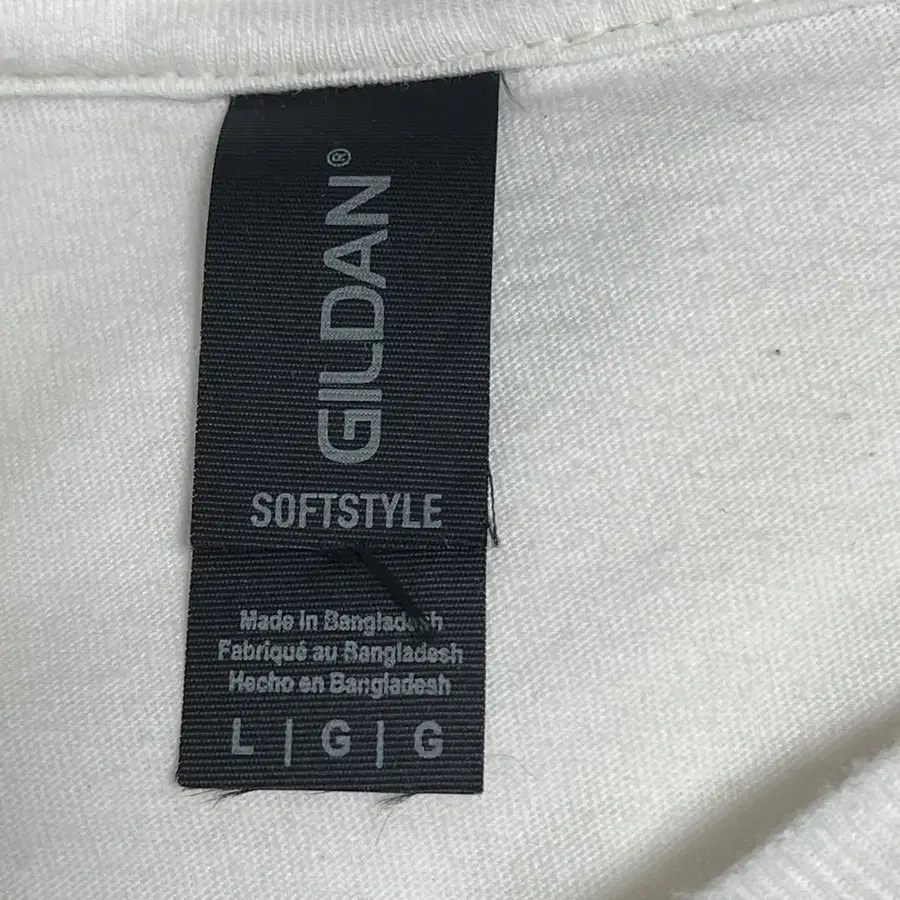 GILDAN®
SOFTSTYLE
Made in Bangladesh
Fabriqué au Bangladesh
Hecho en Bangladesh
L | G | G